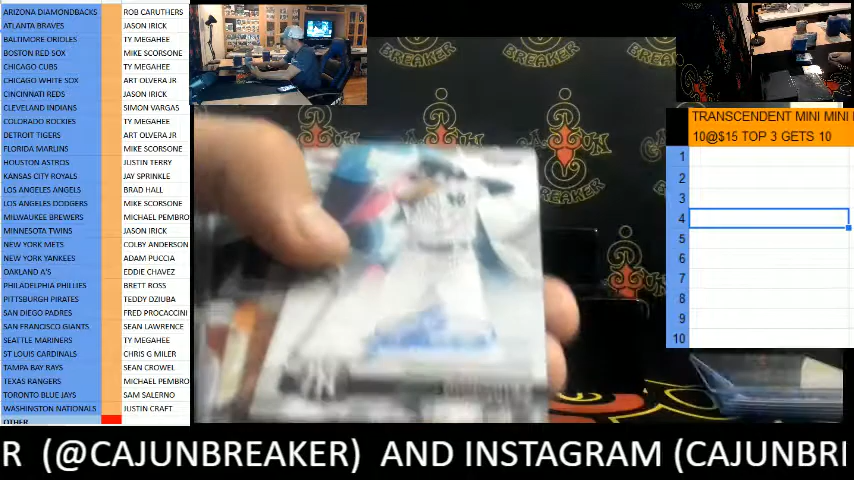 ARIZONA DIAMONDBACKS ROB CARUTHERS
ATLANTA BRAVES JASON IRICK
BALTIMORE ORIOLES TY MEGAHEE
BOSTON RED SOX MIKE SCORSONE
CHICAGO CUBS TY MEGAHEE
CHICAGO WHITE SOX ART OLVERA JR
CINCINNATI REDS JASON IRICK
CLEVELAND INDIANS SIMON VARGAS
COLORADO ROCKIES TY MEGAHEE
DETROIT TIGERS ART OLVERA JR
FLORIDA MARLINS MIKE SCORSONE
HOUSTON ASTROS JUSTIN TERRY
KANSAS CITY ROYALS JAY SPRINKLE
LOS ANGELES ANGELS BRAD HALL
LOS ANGELES DODGERS MIKE SCORSONE
MILWAUKEE BREWERS MICHAEL PEMBRO
MINNESOTA TWINS JASON IRICK
NEW YORK METS COLBY ANDERSON
NEW YORK YANKEES ADAM PUCCIA
OAKLAND A'S EDDIE CHAVEZ
PHILADELPHIA PHILLIES BRETT ROSS
PITTSBURGH PIRATES TEDDY DZIUBA
SAN DIEGO PADRES FRED PROCACCINI
SAN FRANCISCO GIANTS SEAN LAWRENCE
SEATTLE MARINERS TY MEGAHEE
ST LOUIS CARDINALS CHRIS G MILER
TAMPA BAY RAYS SEAN CROWEL
TEXAS RANGERS MICHAEL PEMBRO
TORONTO BLUE JAYS SAM SALERNO
WASHINGTON NATIONALS JUSTIN CRAFT
OTHER
BREAKER
CAJUN
BREAKER
TRANSCENDENT MINI MINI
10@$15 TOP 3 GETS 10
1
2
3
4
5
6
7
8
9
10
R (@CAJUNBREAKER) AND INSTAGRAM (CAJUNBR